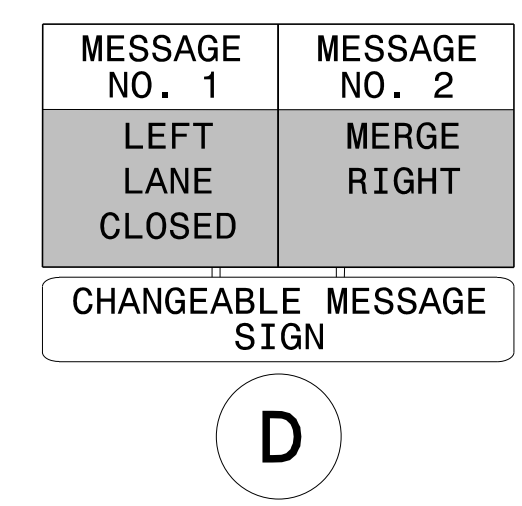 MESSAGE
NO. 1
MESSAGE
NO. 2
LEFT
LANE
CLOSED
MERGE
RIGHT
CHANGEABLE MESSAGE
SIGN
D